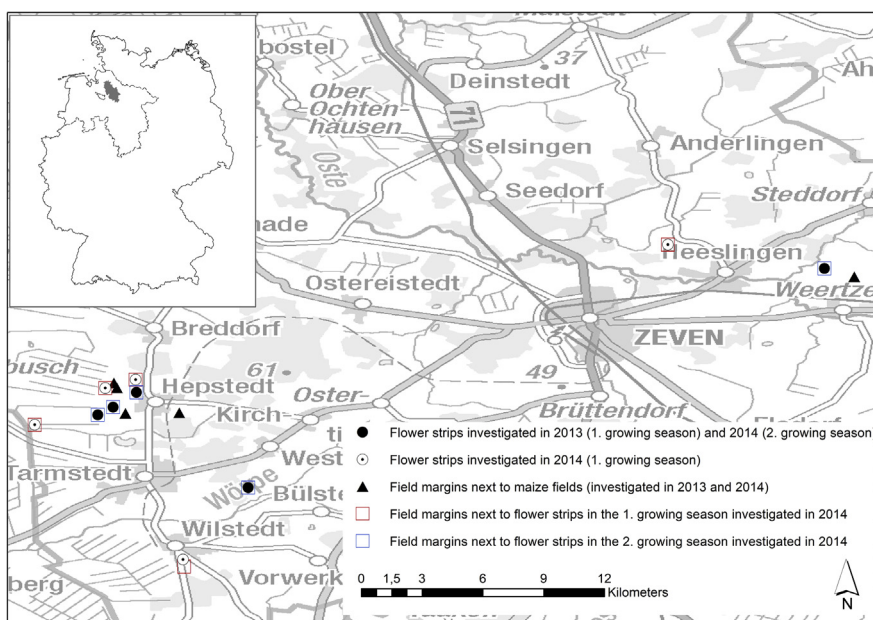 Malstedt
bostel
Deinstedt
37
Ah
Ober
Ochten-
hausen
71
Selsingen
Anderlingen
Oste
Seedorf
Steddorf
nade
Heeslingen
Ostereistedt
Weertze
Breddorf
ZEVEN
busch
61
49
Hepstedt
Oster-
Kirch-
Brüttendorf
ti
West
Tarmstedt
Wörpe
Bülste
Wilstedt
berg
Vorwerk
Flower strips investigated in 2013 (1. growing season) and 2014 (2. growing season)
Flower strips investigated in 2014 (1. growing season)
Field margins next to maize fields (investigated in 2013 and 2014)
Field margins next to flower strips in the 1. growing season investigated in 2014
Field margins next to flower strips in the 2. growing season investigated in 2014
0 1,5 3 6 9 12
Kilometers
N